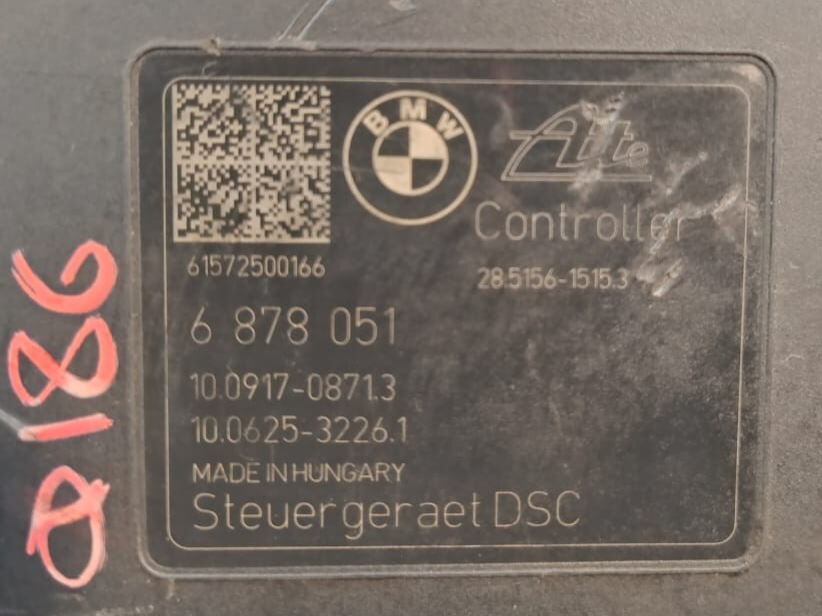 BMW
Ate
Controller
61572500166
28.5156-1515.3
6 878 051
10.0917-0871.3
10.0625-3226.1
MADE IN HUNGARY
Steuergeraet DSC
Q186